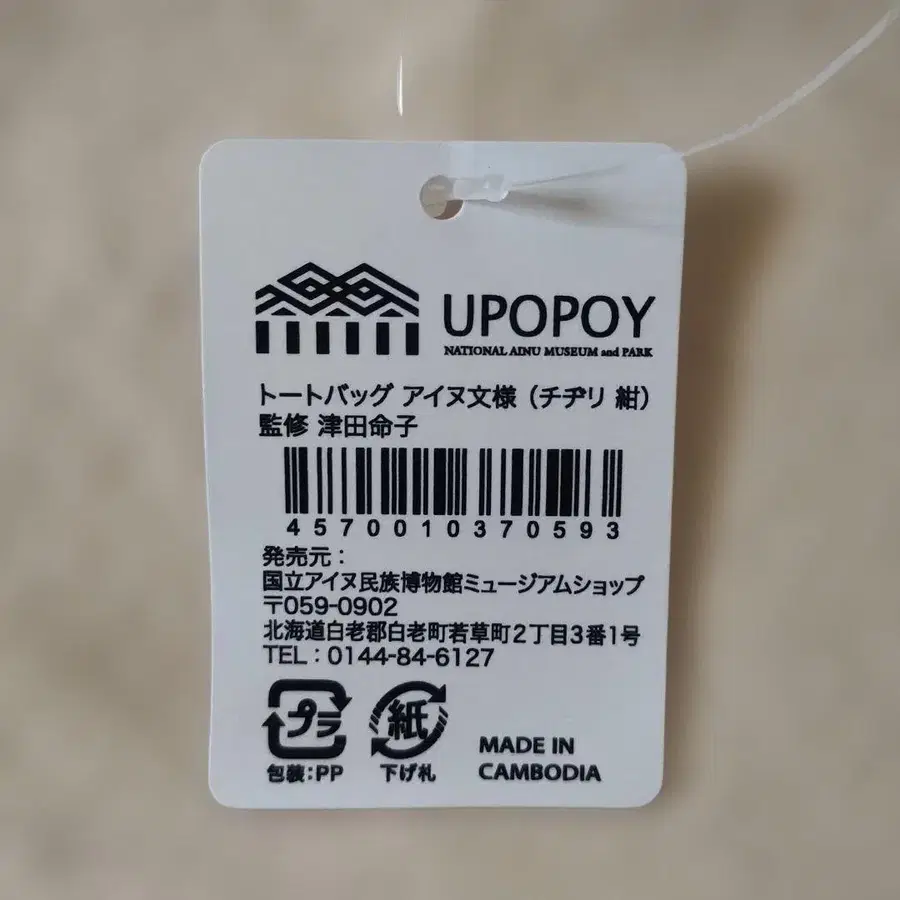 UPOPOY
NATIONAL AINU MUSEUM and PARK
トートバッグ アイヌ文様（チヂリ 紺）
監修 津田命子
4570010370593
発売元：
国立アイヌ民族博物館ミュージアムショップ
〒059-0902
北海道白老郡白老町若草町2丁目3番1号
TEL：0144-84-6127
プラ 紙
包装：PP 下げ札
MADE IN
CAMBODIA